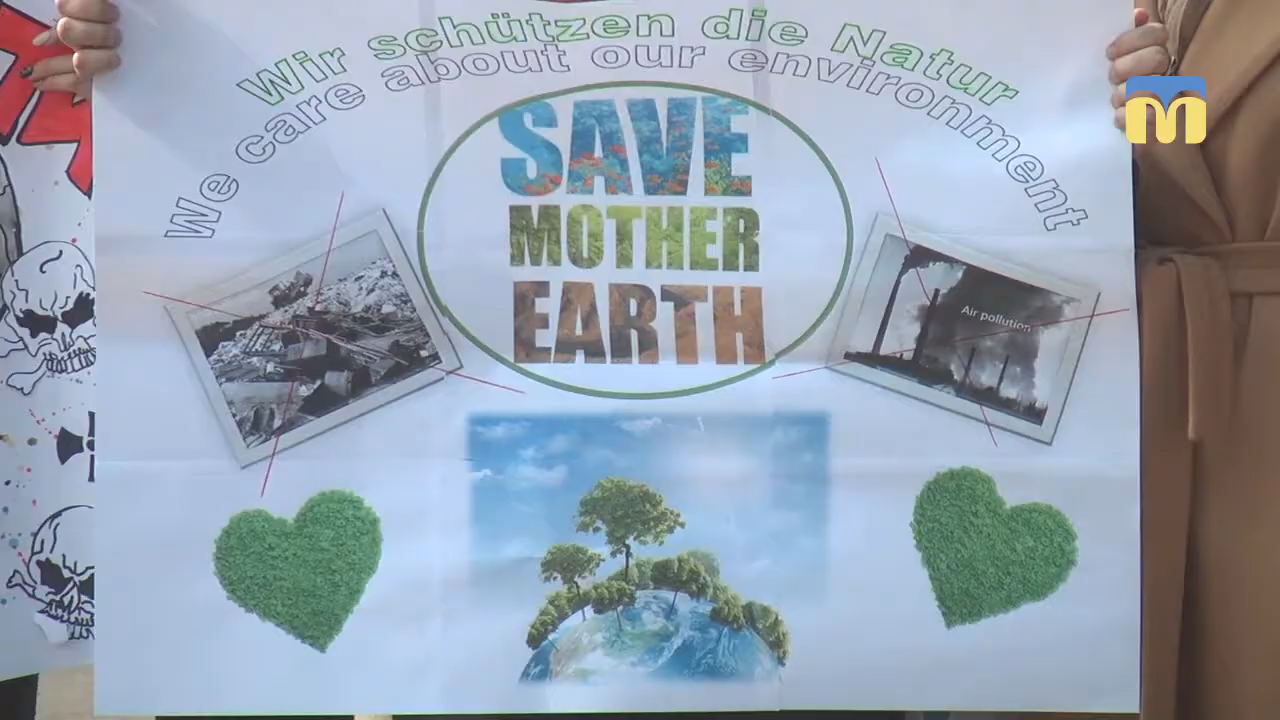 Wir schützen die Natur
We care about our environment
SAVE
MOTHER
EARTH
Air pollution